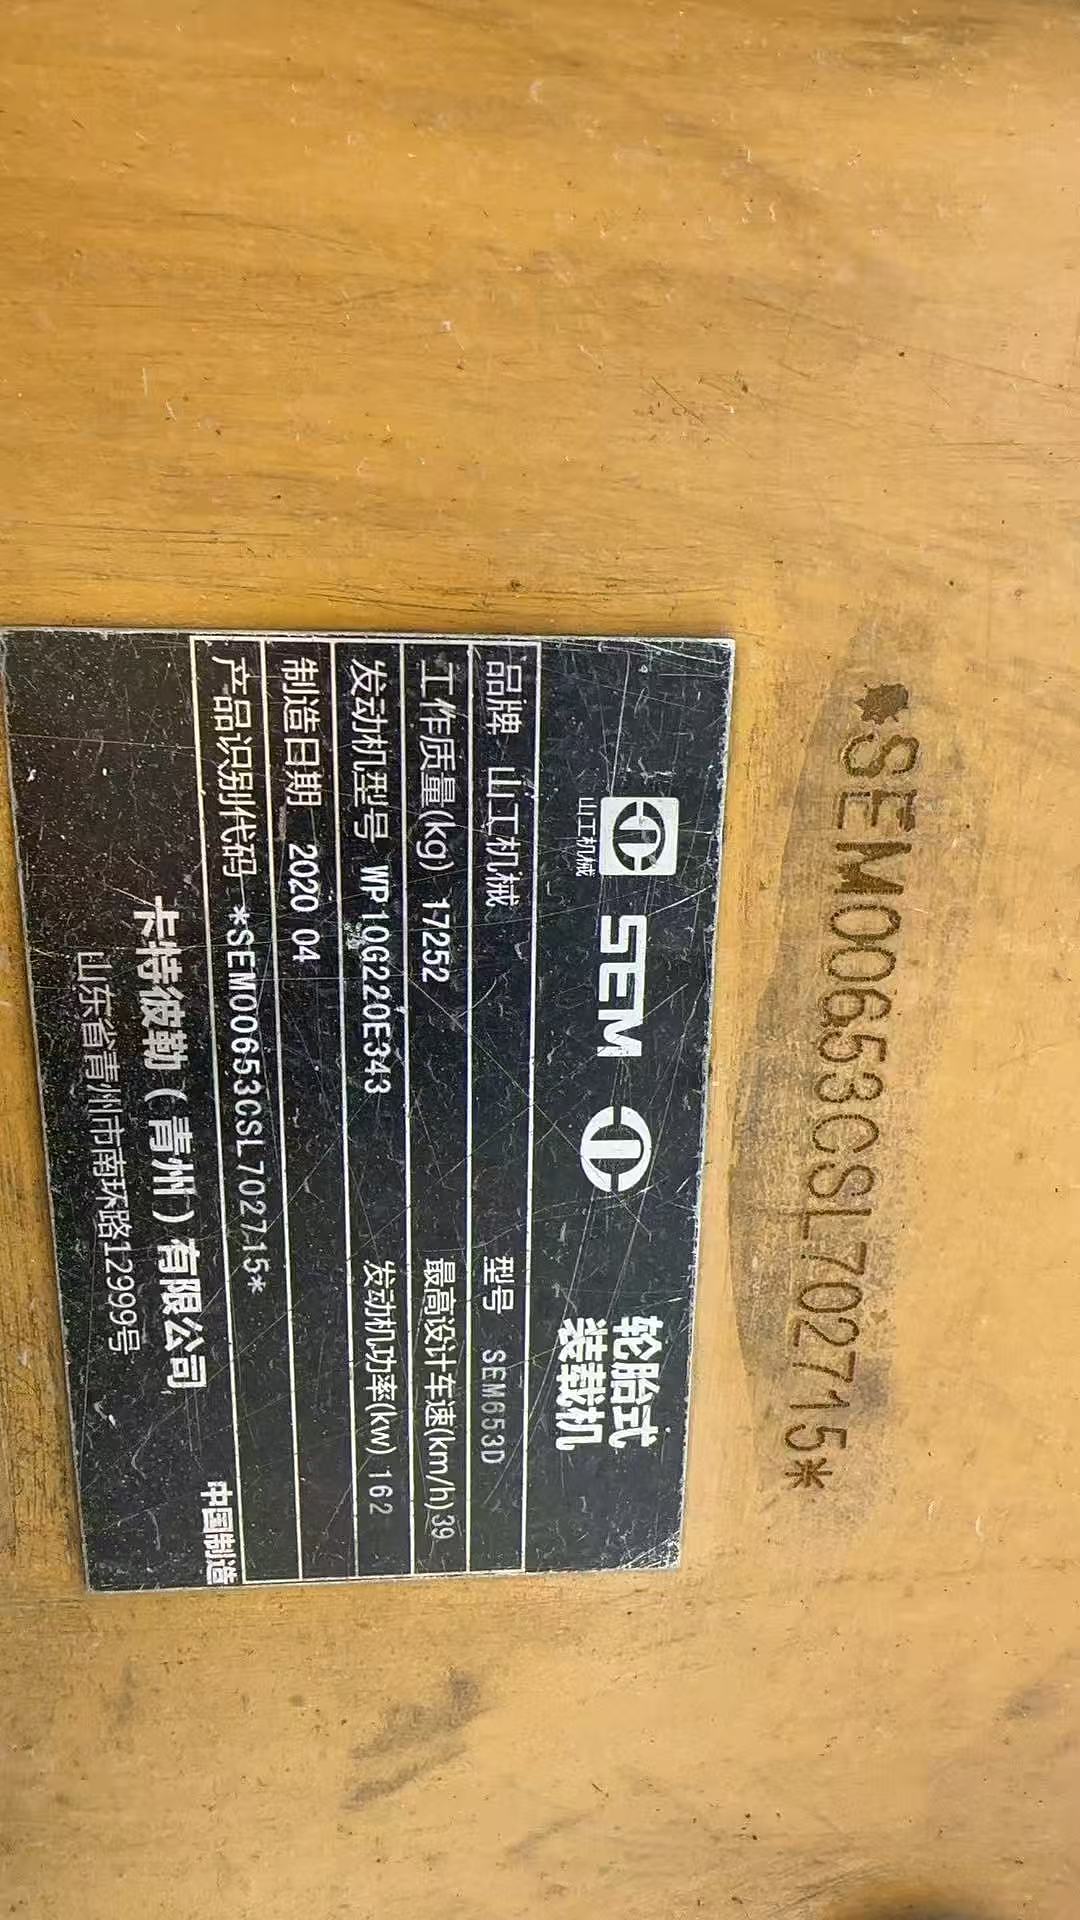 *SEM00653CSL702715*
山工机械
SEM
轮胎式
装载机
品牌 山工机械 型号 SEM653D
工作质量(kg) 17252 最高设计车速(km/h)39
发动机型号 WP10G220E343 发动机功率(kw) 162
制造日期 2020 04
产品识别代码 *SEM00653CSL702715*
中国制造
卡特彼勒（青州）有限公司
山东省青州市南环路12999号